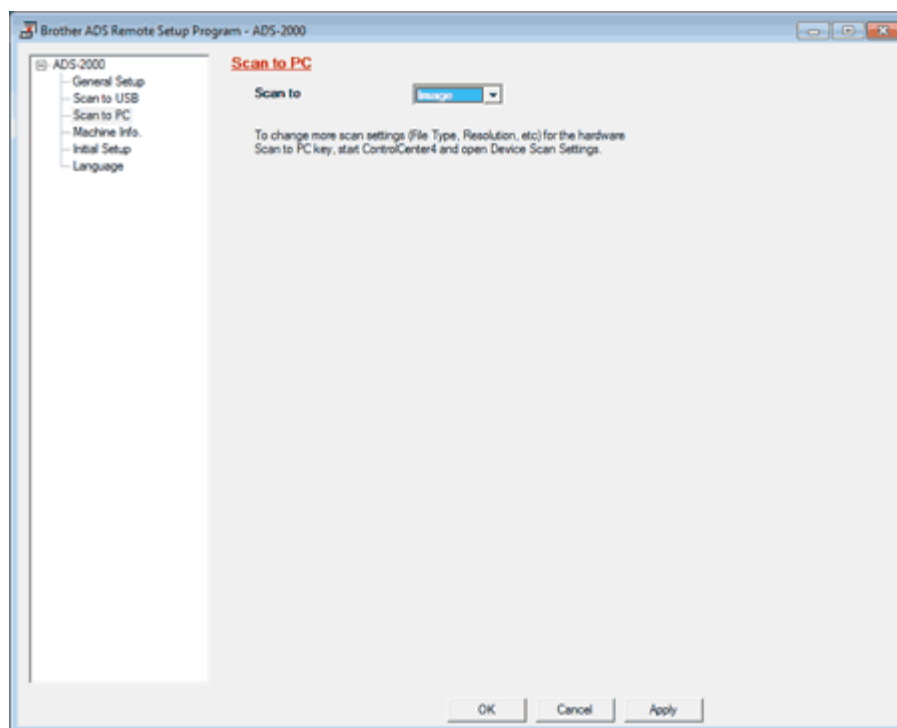 Brother ADS Remote Setup Program - ADS-2000
ADS-2000
General Setup
Scan to USB
Scan to PC
Machine Info.
Initial Setup
Language
Scan to PC
Scan to Image
To change more scan settings (File Type, Resolution, etc) for the hardware
Scan to PC key, start ControlCenter4 and open Device Scan Settings.
OK Cancel Apply